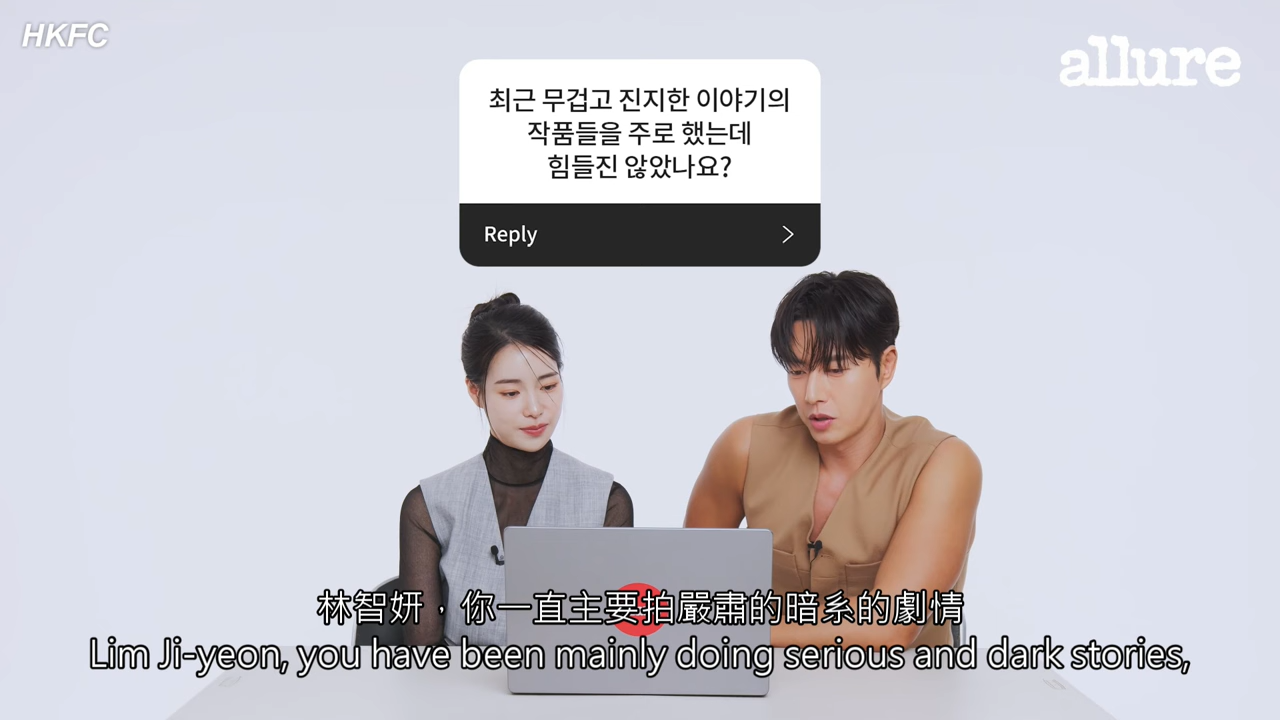 HKFC
allure
최근 무겁고 진지한 이야기의
작품들을 주로 했는데
힘들진 않았나요?
Reply
林智妍，你一直主要拍嚴肅的暗系的劇情
Lim Ji-yeon, you have been mainly doing serious and dark stories,